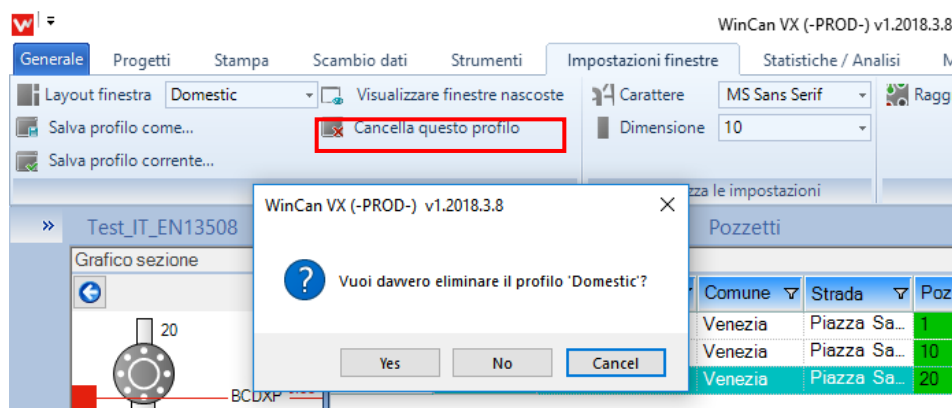 WinCan VX (-PROD-) v1.2018.3.8
Generale Progetti Stampa Scambio dati Strumenti Impostazioni finestre Statistiche / Analisi
Layout finestra Domestic Visualizzare finestre nascoste Carattere MS Sans Serif
Salva profilo come... Cancella questo profilo Dimensione 10
Salva profilo corrente...
le impostazioni
WinCan VX (-PROD-) v1.2018.3.8
Test_IT_EN13508 Pozzetti
Grafico sezione
Vuoi davvero eliminare il profilo 'Domestic'?
Yes No Cancel
Comune Strada
Venezia Piazza Sa... 1
Venezia Piazza Sa... 10
Venezia Piazza Sa... 20
20
BCDXP